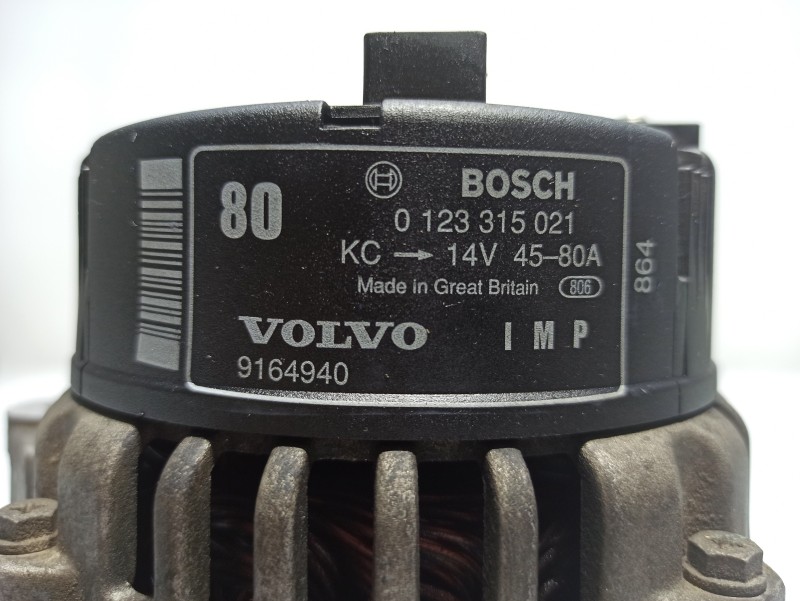 80
BOSCH
0 123 315 021
KC → 14V 45–80A
Made in Great Britain 806
VOLVO I M P
9164940
864